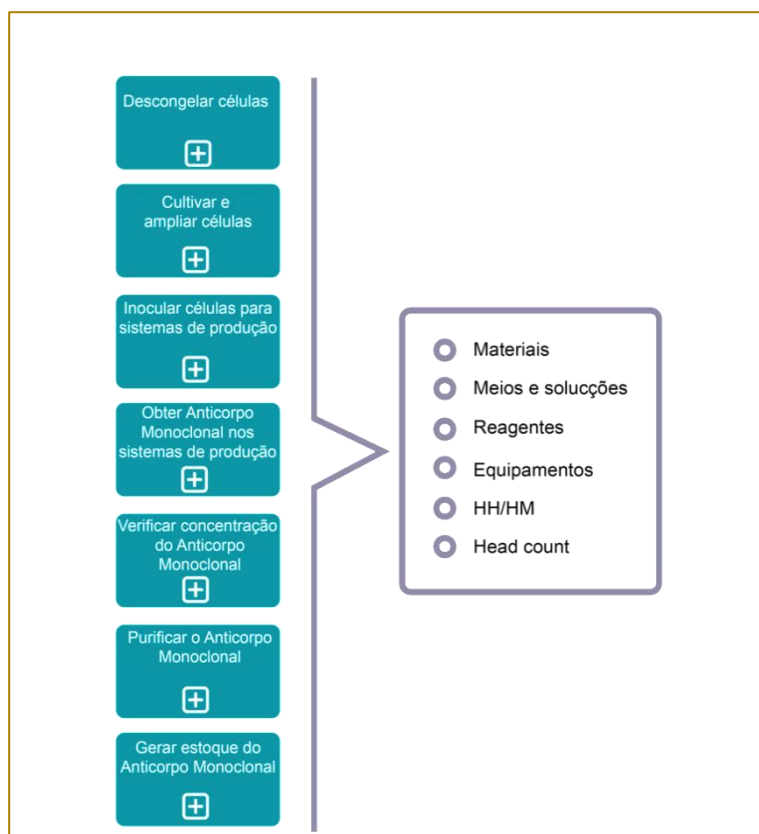 Descongelar células
Cultivar e
ampliar células
Inocular células para
sistemas de produção
Obter Anticorpo
Monoclonal nos
sistemas de produção
Verificar concentração
do Anticorpo
Monoclonal
Purificar o Anticorpo
Monoclonal
Gerar estoque do
Anticorpo Monoclonal
Materiais
Meios e solucções
Reagentes
Equipamentos
HH/HM
Head count